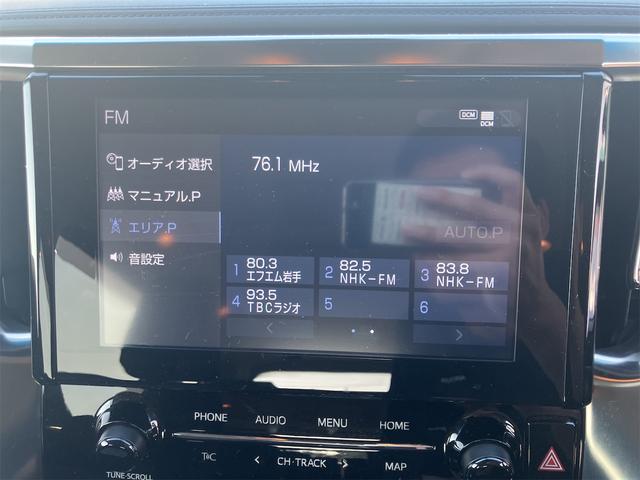 FM
DCM
DCM
オーディオ選択
76.1 MHz
マニュアル.P
エリア.P
AUTO.P
音設定
1 80.3 エフエム岩手
2 82.5 NHK-FM
3 83.8 NHK-FM
4 93.5 TBCラジオ
5
6
PHONE
AUDIO
MENU
HOME
TUNE·SCROLL
T
C
< CH·TRACK >
MAP